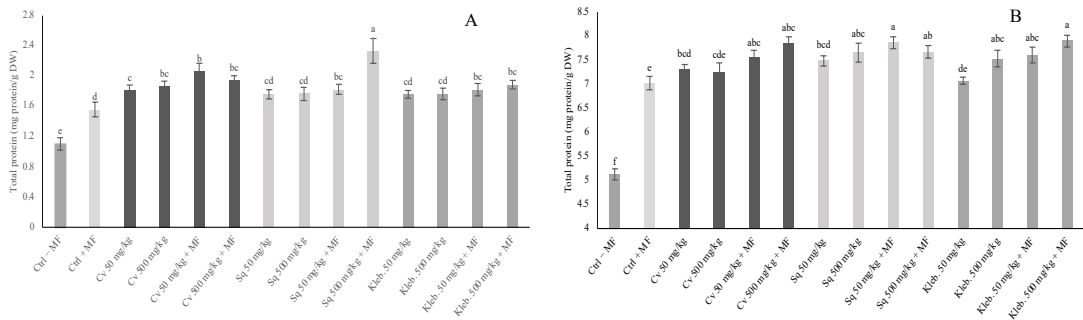 A
Total protein (mg protein/g DW)
2.8
2.4
2
1.6
1.2
0.8
0.4
0
e
d
c
bc
b
bc
cd
cd
bc
a
cd
cd
bc
bc
Ctrl – MF
Ctrl + MF
Cv 50 mg/kg
Cv 500 mg/kg
Cv 50 mg/kg + MF
Cv 500 mg/kg + MF
Sq 50 mg/kg
Sq 500 mg/kg
Sq 50 mg/kg + MF
Sq 500 mg/kg + MF
Kleb. 50 mg/kg
Kleb. 500 mg/kg
Kleb. 50 mg/kg + MF
Kleb. 500 mg/kg + MF
B
Total protein (mg protein/g DW)
8.5
8
7.5
7
6.5
6
5.5
5
4.5
4
f
e
bcd
cde
abc
abc
bcd
abc
a
ab
de
abc
abc
a
Ctrl – MF
Ctrl + MF
Cv 50 mg/kg
Cv 500 mg/kg
Cv 50 mg/kg + MF
Cv 500 mg/kg + MF
Sq 50 mg/kg
Sq 500 mg/kg
Sq 50 mg/kg + MF
Sq 500 mg/kg + MF
Kleb. 50 mg/kg
Kleb. 500 mg/kg
Kleb. 50 mg/kg + MF
Kleb. 500 mg/kg + MF